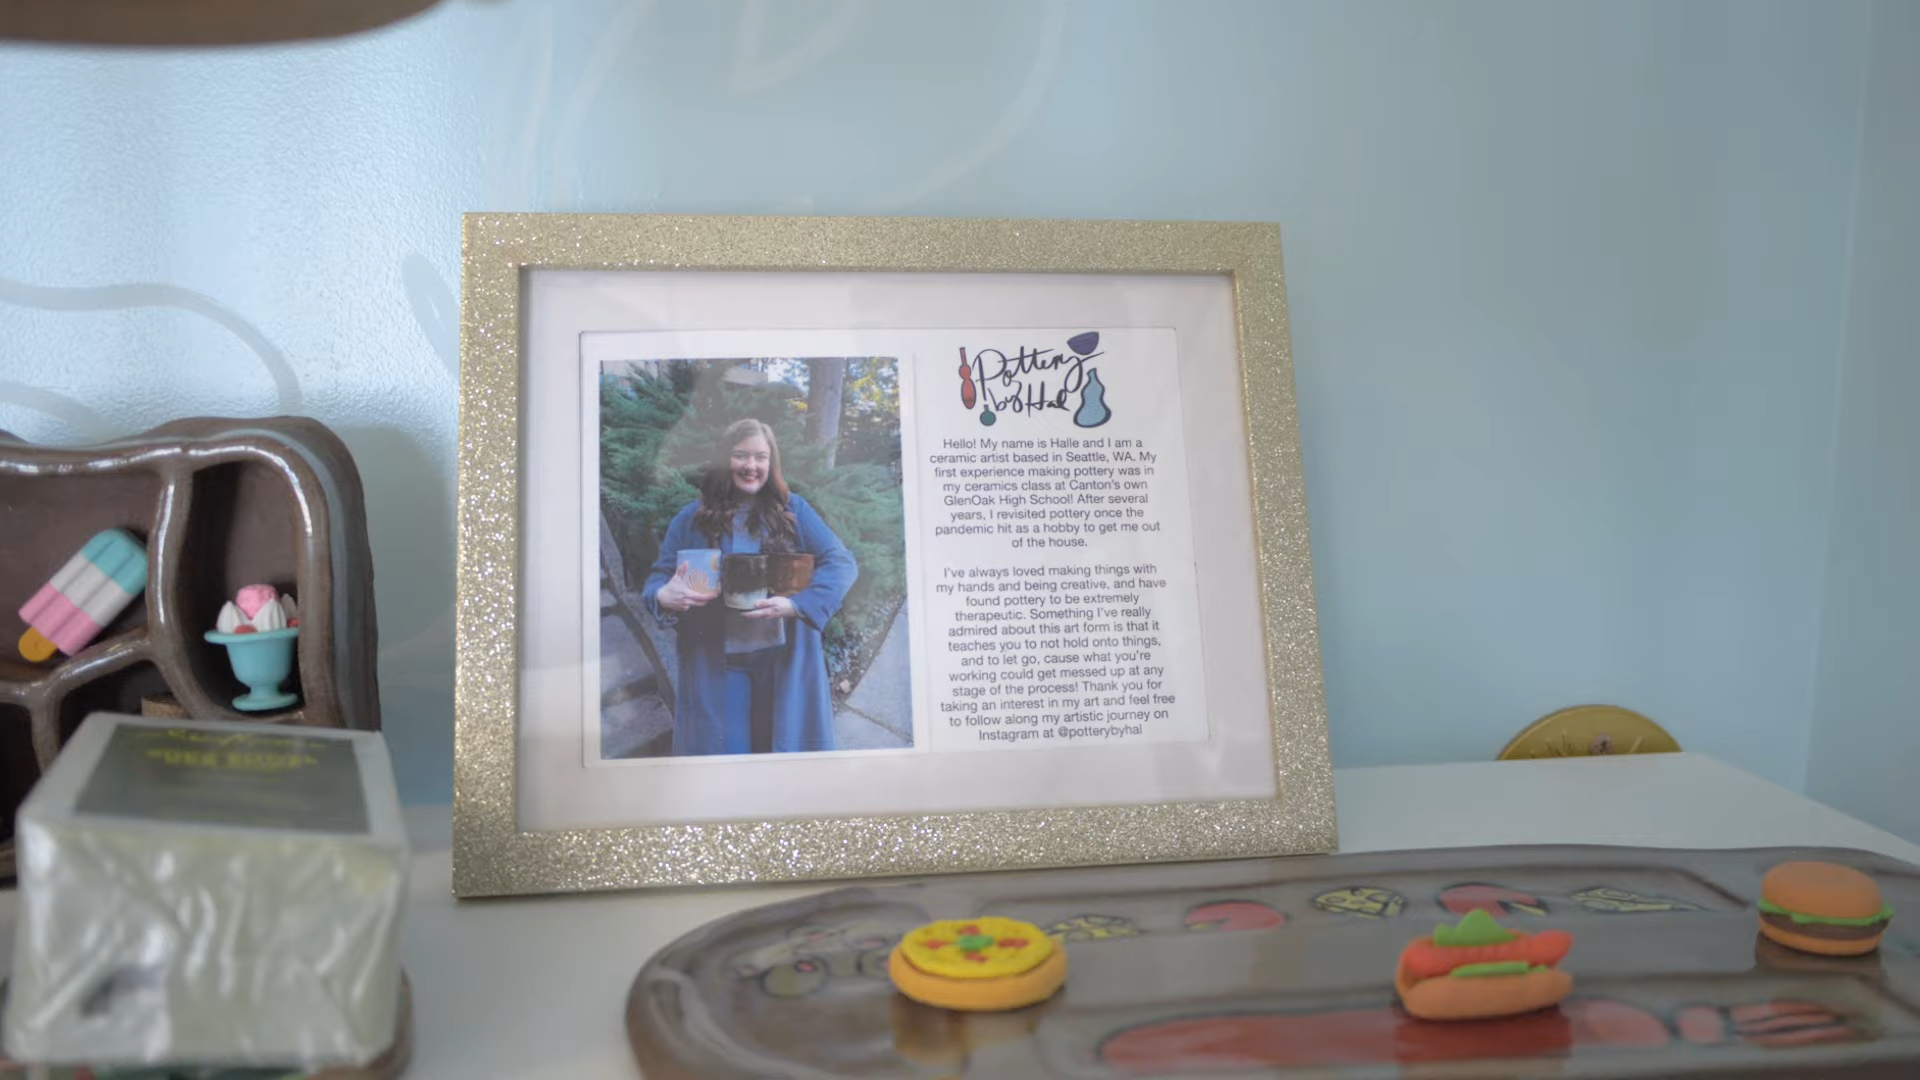 Pottery
by Hal
Hello! My name is Halle and I am a
ceramic artist based in Seattle, WA. My
first experience making pottery was in
my ceramics class at Canton's own
GlenOak High School! After several
years, I revisited pottery once the
pandemic hit as a hobby to get me out
of the house.
I've always loved making things with
my hands and being creative, and have
found pottery to be extremely
therapeutic. Something I've really
admired about this art form is that it
teaches you to not hold onto things,
and to let go, cause what you're
working could get messed up at any
stage of the process! Thank you for
taking an interest in my art and feel free
to follow along my artistic journey on
Instagram at @potterybyhal